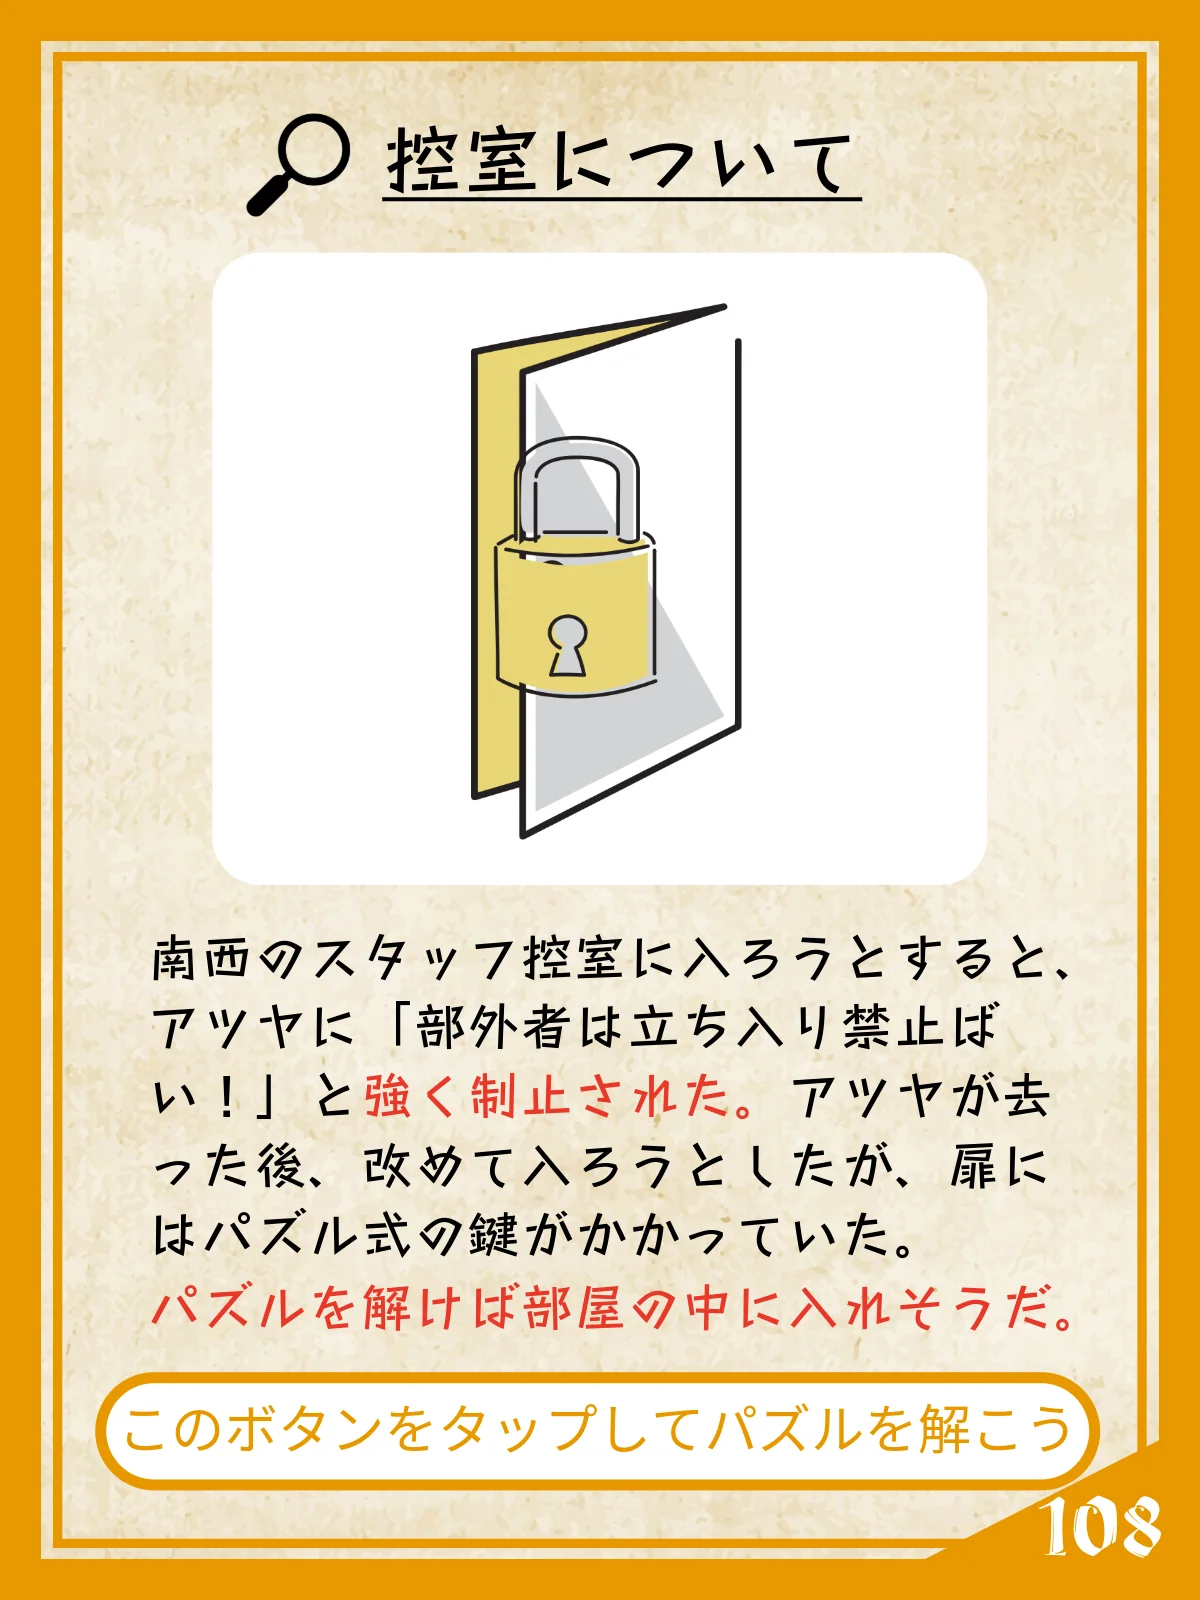 控室について
南西のスタッフ控室に入ろうとすると、
アツヤに「部外者は立ち入り禁止ば
い！」と強く制止された。アツヤが去
った後、改めて入ろうとしたが、扉に
はパズル式の鍵がかかっていた。
パズルを解けば部屋の中に入れそうだ。
このボタンをタップしてパズルを解こう
108